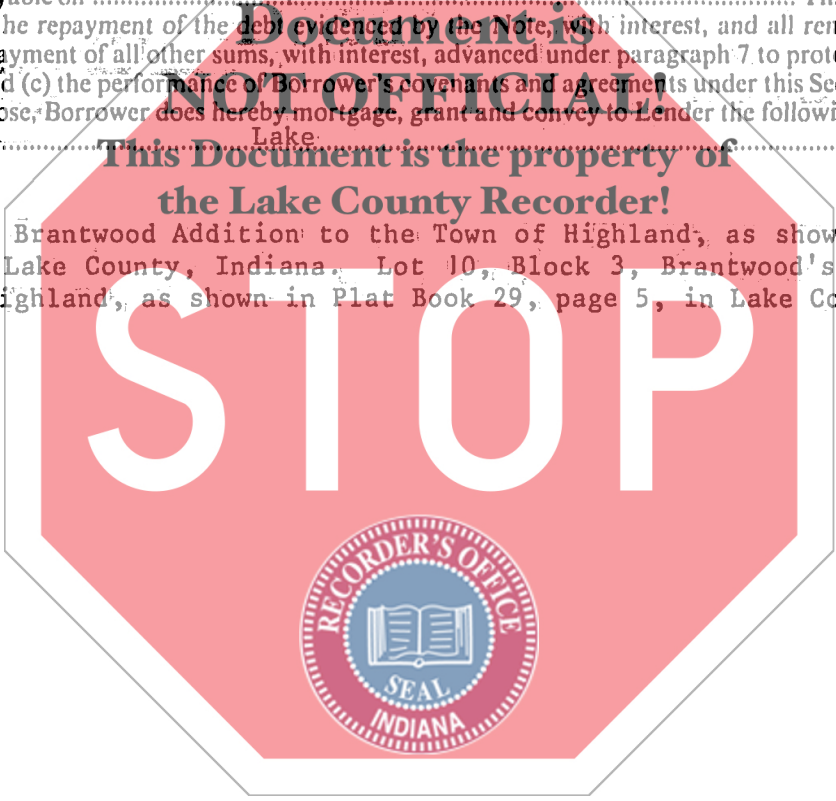 Document is
he repayment of the debt evidenced by the Note, with interest, and all
ayment of all other sums, with interest, advanced under paragraph 7 to
NOT OFFICIAL!
d (c) the performance of Borrower's covenants and agreements under this
ose, Borrower does hereby mortgage, grant and convey to Lender the
Lake
This Document is the property of
the Lake County Recorder!
Brantwood Addition to the Town of Highland, as show
Lake County, Indiana. Lot 10, Block 3, Brantwood's
ighland, as shown in Plat Book 29, page 5, in Lake Co
STOP
RECORDER'S OFFICE
SEAL
INDIANA